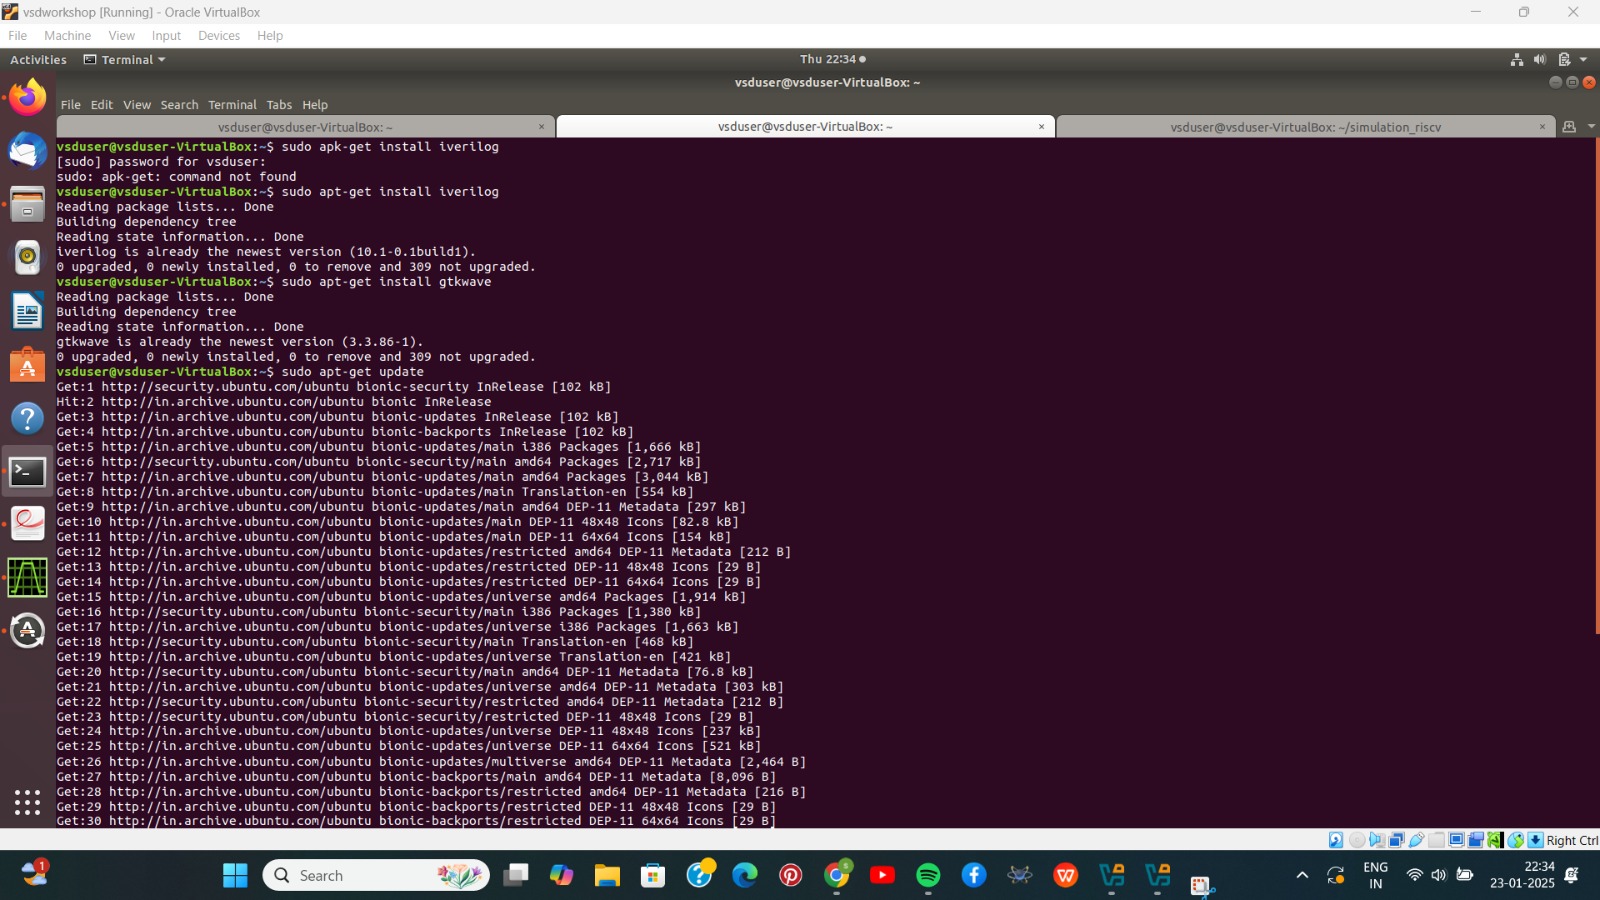 vsdworkshop [Running] - Oracle VirtualBox
File Machine View Input Devices Help
Activities Terminal Thu 22:34
vsduser@vsduser-VirtualBox: ~
File Edit View Search Terminal Tabs Help
vsduser@vsduser-VirtualBox: ~ × vsduser@vsduser-VirtualBox: ~ × vsduser@vsduser-VirtualBox: ~/simulation_riscv ×
vsduser@vsduser-VirtualBox:~$ sudo apk-get install iverilog
[sudo] password for vsduser:
sudo: apk-get: command not found
vsduser@vsduser-VirtualBox:~$ sudo apt-get install iverilog
Reading package lists... Done
Building dependency tree
Reading state information... Done
iverilog is already the newest version (10.1-0.1build1).
0 upgraded, 0 newly installed, 0 to remove and 309 not upgraded.
vsduser@vsduser-VirtualBox:~$ sudo apt-get install gtkwave
Reading package lists... Done
Building dependency tree
Reading state information... Done
gtkwave is already the newest version (3.3.86-1).
0 upgraded, 0 newly installed, 0 to remove and 309 not upgraded.
vsduser@vsduser-VirtualBox:~$ sudo apt-get update
Get:1 http://security.ubuntu.com/ubuntu bionic-security InRelease [102 kB]
Hit:2 http://in.archive.ubuntu.com/ubuntu bionic InRelease
Get:3 http://in.archive.ubuntu.com/ubuntu bionic-updates InRelease [102 kB]
Get:4 http://in.archive.ubuntu.com/ubuntu bionic-backports InRelease [102 kB]
Get:5 http://in.archive.ubuntu.com/ubuntu bionic-updates/main i386 Packages [1,666 kB]
Get:6 http://security.ubuntu.com/ubuntu bionic-security/main amd64 Packages [2,717 kB]
Get:7 http://in.archive.ubuntu.com/ubuntu bionic-updates/main amd64 Packages [3,044 kB]
Get:8 http://in.archive.ubuntu.com/ubuntu bionic-updates/main Translation-en [554 kB]
Get:9 http://in.archive.ubuntu.com/ubuntu bionic-updates/main amd64 DEP-11 Metadata [297 kB]
Get:10 http://in.archive.ubuntu.com/ubuntu bionic-updates/main DEP-11 48x48 Icons [82.8 kB]
Get:11 http://in.archive.ubuntu.com/ubuntu bionic-updates/main DEP-11 64x64 Icons [154 kB]
Get:12 http://in.archive.ubuntu.com/ubuntu bionic-updates/restricted amd64 DEP-11 Metadata [212 B]
Get:13 http://in.archive.ubuntu.com/ubuntu bionic-updates/restricted DEP-11 48x48 Icons [29 B]
Get:14 http://in.archive.ubuntu.com/ubuntu bionic-updates/restricted DEP-11 64x64 Icons [29 B]
Get:15 http://in.archive.ubuntu.com/ubuntu bionic-updates/universe amd64 Packages [1,914 kB]
Get:16 http://security.ubuntu.com/ubuntu bionic-security/main i386 Packages [1,380 kB]
Get:17 http://in.archive.ubuntu.com/ubuntu bionic-updates/universe i386 Packages [1,663 kB]
Get:18 http://security.ubuntu.com/ubuntu bionic-security/main Translation-en [468 kB]
Get:19 http://in.archive.ubuntu.com/ubuntu bionic-updates/universe Translation-en [421 kB]
Get:20 http://security.ubuntu.com/ubuntu bionic-security/main amd64 DEP-11 Metadata [76.8 kB]
Get:21 http://in.archive.ubuntu.com/ubuntu bionic-updates/universe amd64 DEP-11 Metadata [303 kB]
Get:22 http://security.ubuntu.com/ubuntu bionic-security/restricted amd64 DEP-11 Metadata [212 B]
Get:23 http://security.ubuntu.com/ubuntu bionic-security/restricted DEP-11 48x48 Icons [29 B]
Get:24 http://in.archive.ubuntu.com/ubuntu bionic-updates/universe DEP-11 48x48 Icons [237 kB]
Get:25 http://in.archive.ubuntu.com/ubuntu bionic-updates/universe DEP-11 64x64 Icons [521 kB]
Get:26 http://in.archive.ubuntu.com/ubuntu bionic-updates/multiverse amd64 DEP-11 Metadata [2,464 B]
Get:27 http://in.archive.ubuntu.com/ubuntu bionic-backports/main amd64 DEP-11 Metadata [8,096 B]
Get:28 http://in.archive.ubuntu.com/ubuntu bionic-backports/restricted amd64 DEP-11 Metadata [216 B]
Get:29 http://in.archive.ubuntu.com/ubuntu bionic-backports/restricted DEP-11 48x48 Icons [29 B]
Get:30 http://in.archive.ubuntu.com/ubuntu bionic-backports/restricted DEP-11 64x64 Icons [29 B]
Right Ctrl
1 Search ENG 22:34
IN 23-01-2025